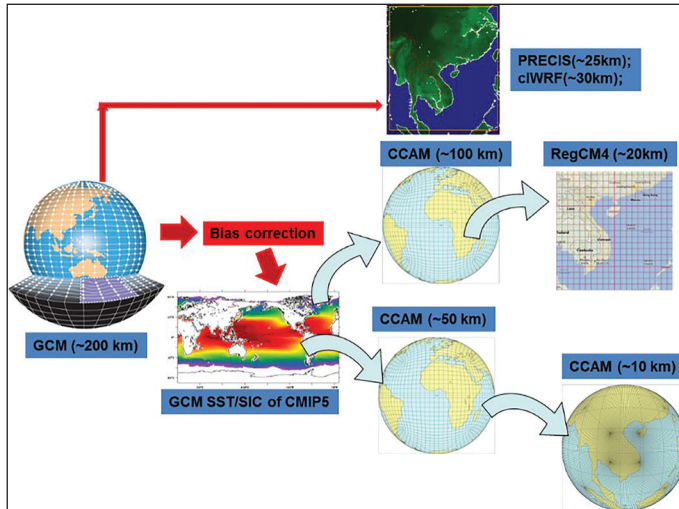 PRECIS(~25km);
clWRF(~30km);
CCAM (~100 km)
RegCM4 (~20km)
Bias correction
GCM (~200 km)
GCM SST/SIC of CMIP5
CCAM (~50 km)
CCAM (~10 km)